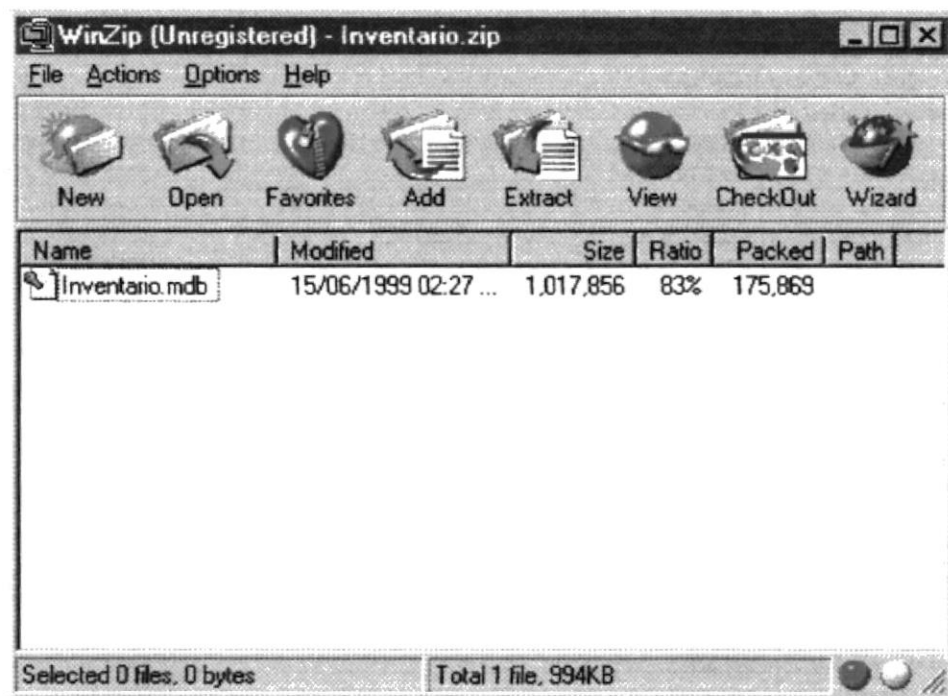 WinZip (Unregistered) - Inventario.zip
File Actions Options Help
New Open Favorites Add Extract View CheckOut Wizard
Name Modified Size Ratio Packed Path
Inventario.mdb 15/06/1999 02:27 ... 1,017,856 83% 175,869
Selected 0 files, 0 bytes Total 1 file, 994KB